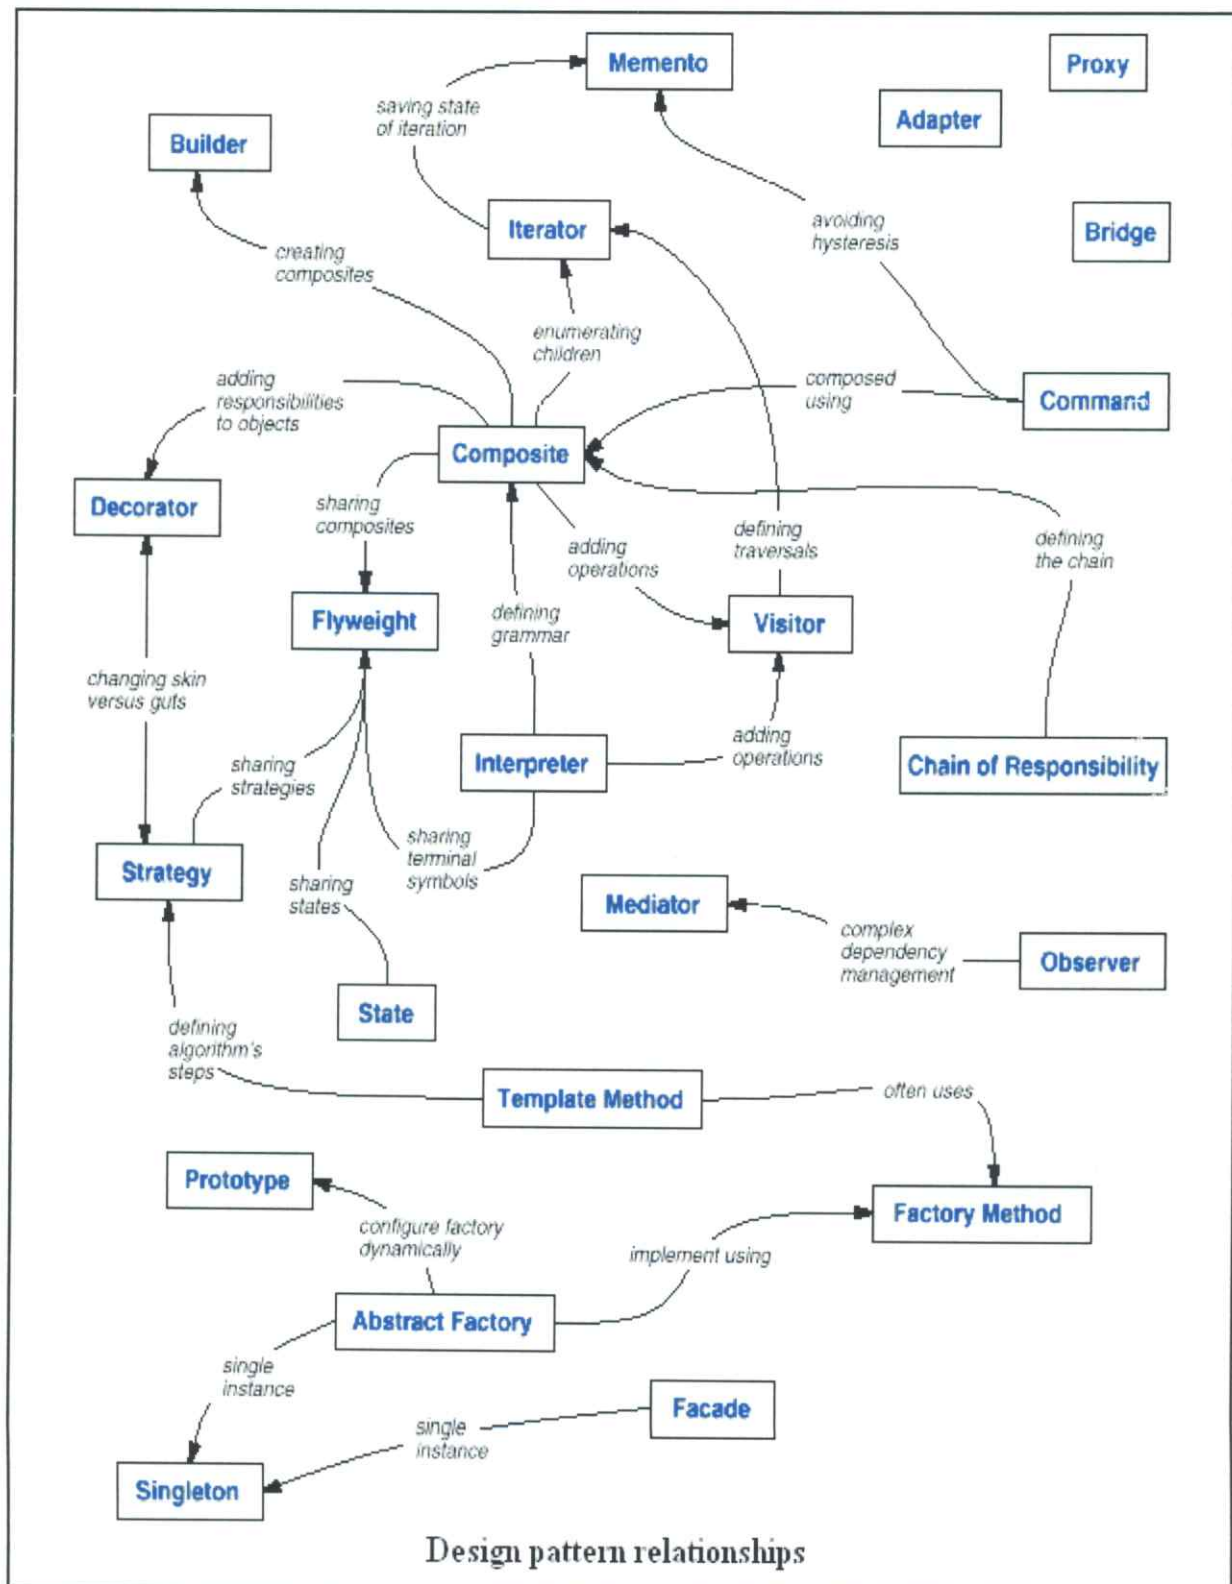 Memento
Proxy
saving state
of iteration
Adapter
Builder
Iterator
avoiding
hysteresis
Bridge
creating
composites
enumerating
children
adding
responsibilities
to objects
composed
using
Command
Composite
Decorator
sharing
composites
adding
operations
defining
traversals
defining
the chain
Flyweight
defining
grammar
Visitor
changing skin
versus guts
adding
operations
sharing
strategies
Interpreter
Chain of Responsibility
sharing
terminal
symbols
Strategy
sharing
states
Mediator
complex
dependency
management
Observer
State
defining
algorithm's
steps
Template Method
often uses
Prototype
Factory Method
configure factory
dynamically
implement using
Abstract Factory
single
instance
Facade
single
instance
Singleton
Design pattern relationships